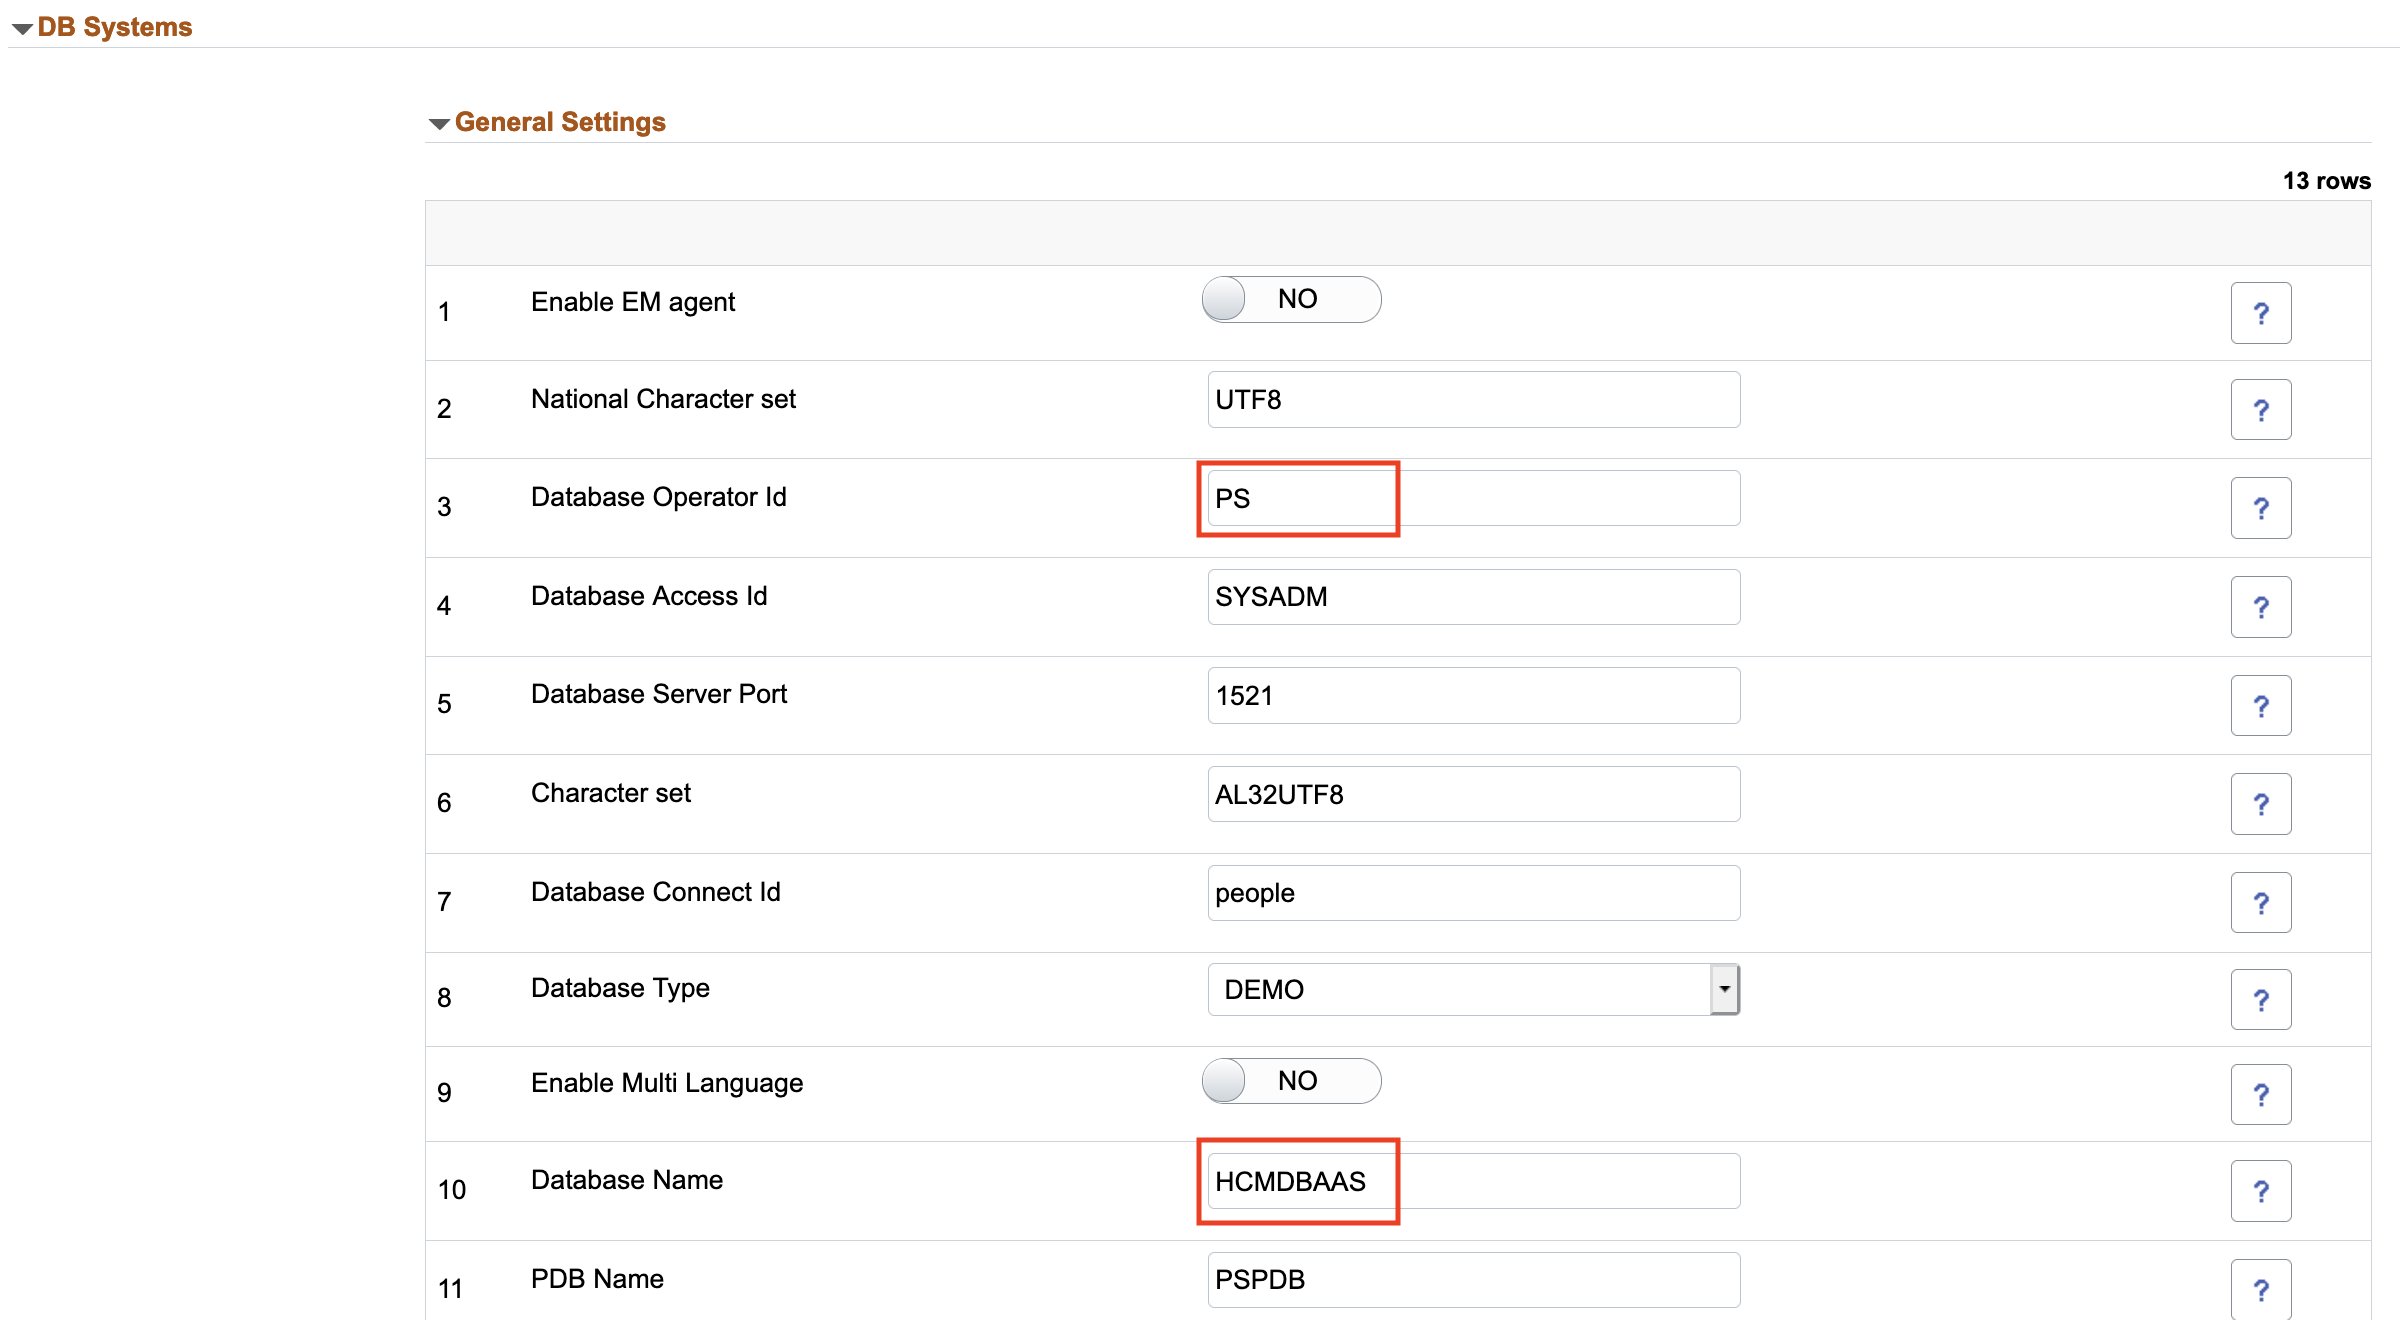 DB Systems
General Settings
13 rows
1 Enable EM agent NO ?
2 National Character set UTF8 ?
3 Database Operator Id PS ?
4 Database Access Id SYSADM ?
5 Database Server Port 1521 ?
6 Character set AL32UTF8 ?
7 Database Connect Id people ?
8 Database Type DEMO ?
9 Enable Multi Language NO ?
10 Database Name HCMDBAAS ?
11 PDB Name PSPDB ?